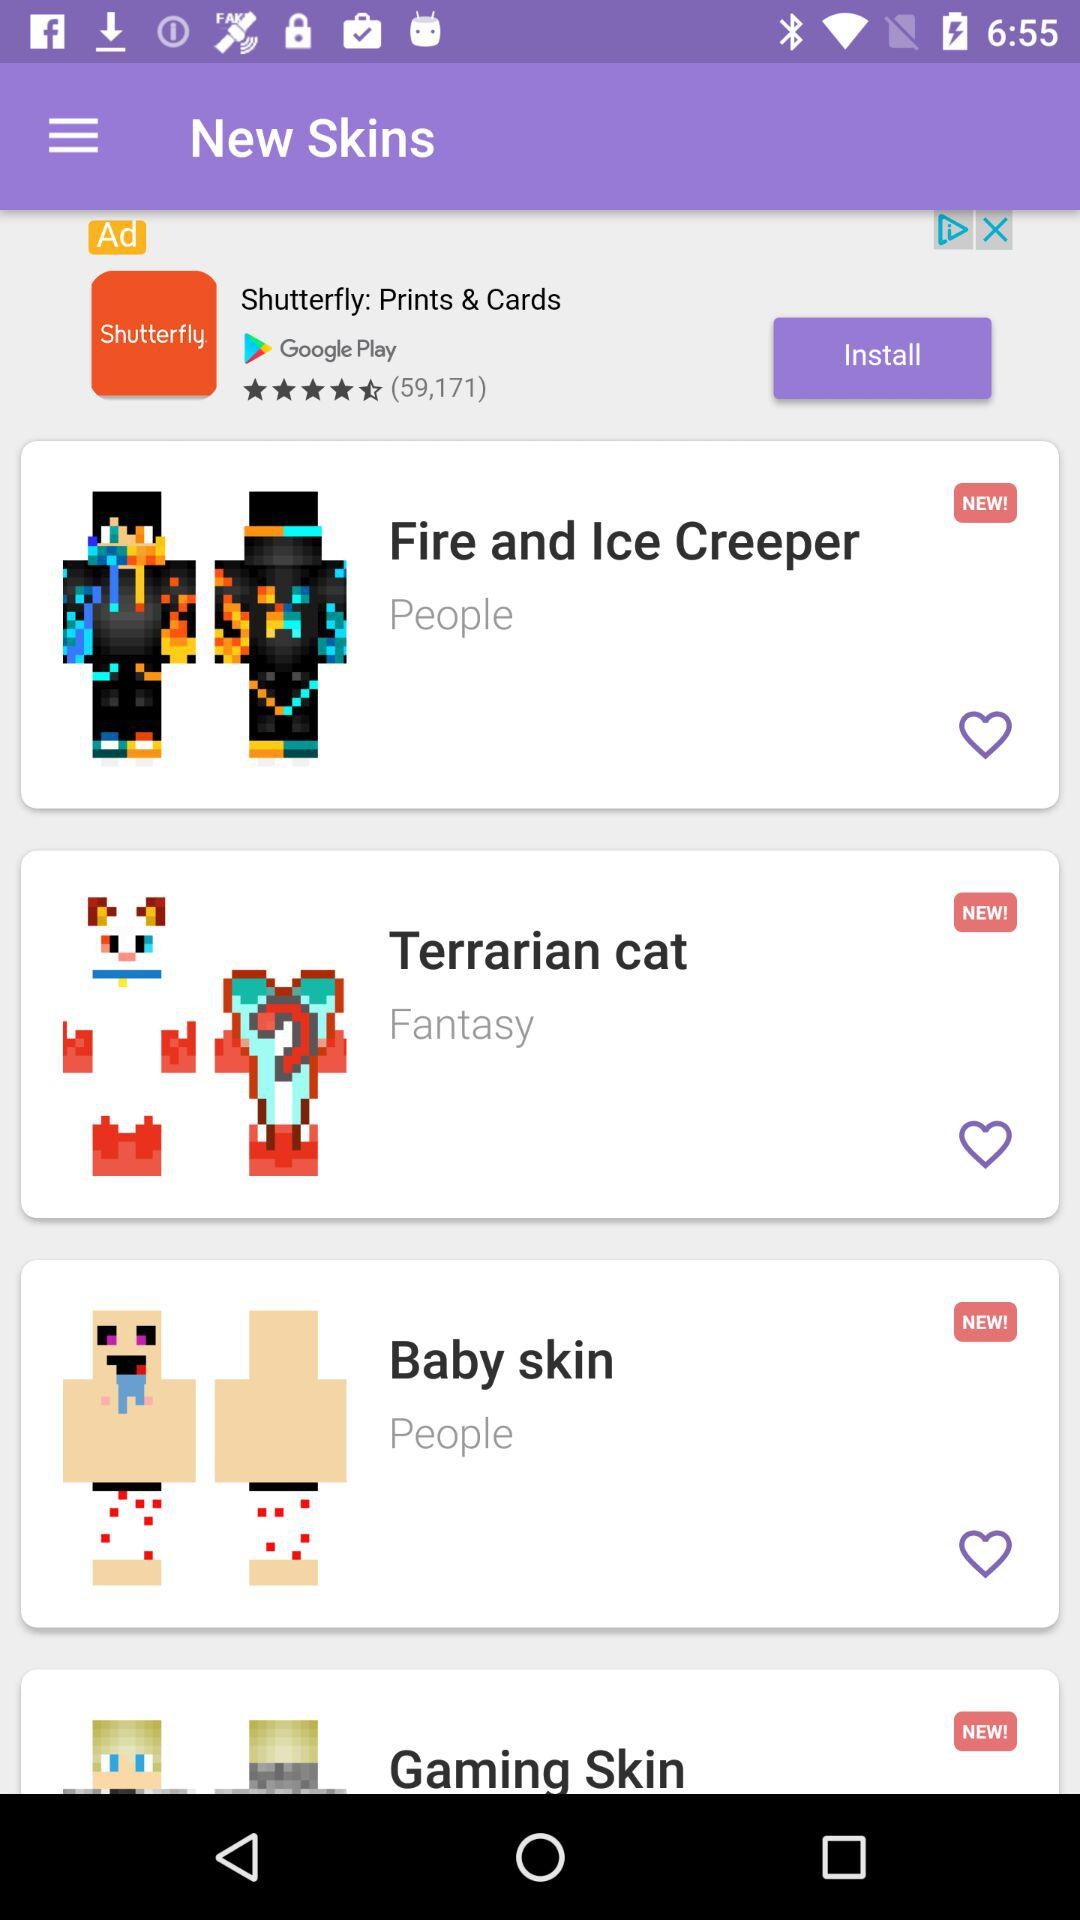 FAKE
6:55
New Skins
Ad
Shutterfly
Shutterfly: Prints & Cards
Google Play
(59,171)
Install
NEW!
Fire and Ice Creeper
People
NEW!
Terrarian cat
Fantasy
NEW!
Baby skin
People
NEW!
Gaming Skin